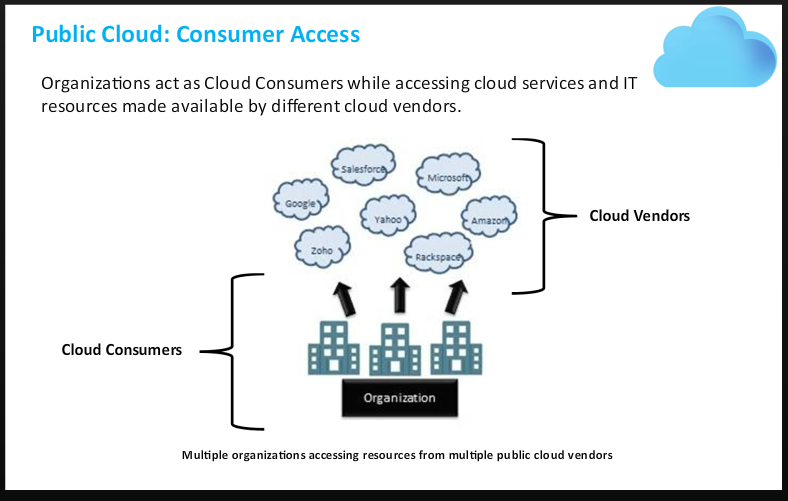 Public Cloud: Consumer Access
Organizations act as Cloud Consumers while accessing cloud services and IT
resources made available by different cloud vendors.
Salesforce
Microsoft
Google
Yahoo
Amazon
Zoho
Rackspace
Cloud Vendors
Cloud Consumers
Organization
Multiple organizations accessing resources from multiple public cloud vendors